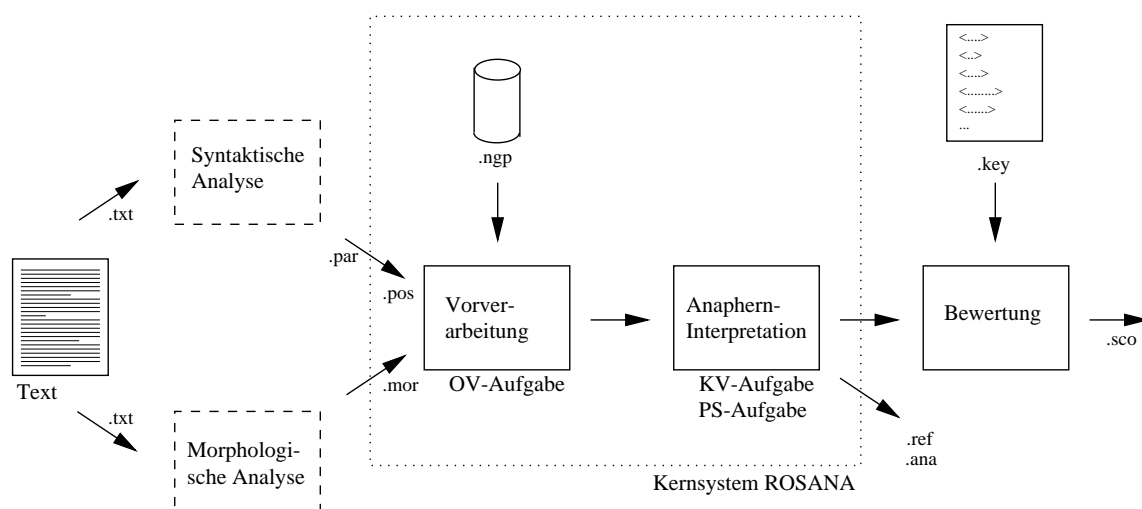 <....>
<..>
<....>
<........>
<......>
...
.key
.ngp
Syntaktische
Analyse
.txt
.par
.pos
Vorver-
arbeitung
OV-Aufgabe
Anaphern-
Interpretation
KV-Aufgabe
PS-Aufgabe
Bewertung
.sco
Text
.txt
.mor
Morphologi-
sche Analyse
.ref
.ana
Kernsystem ROSANA